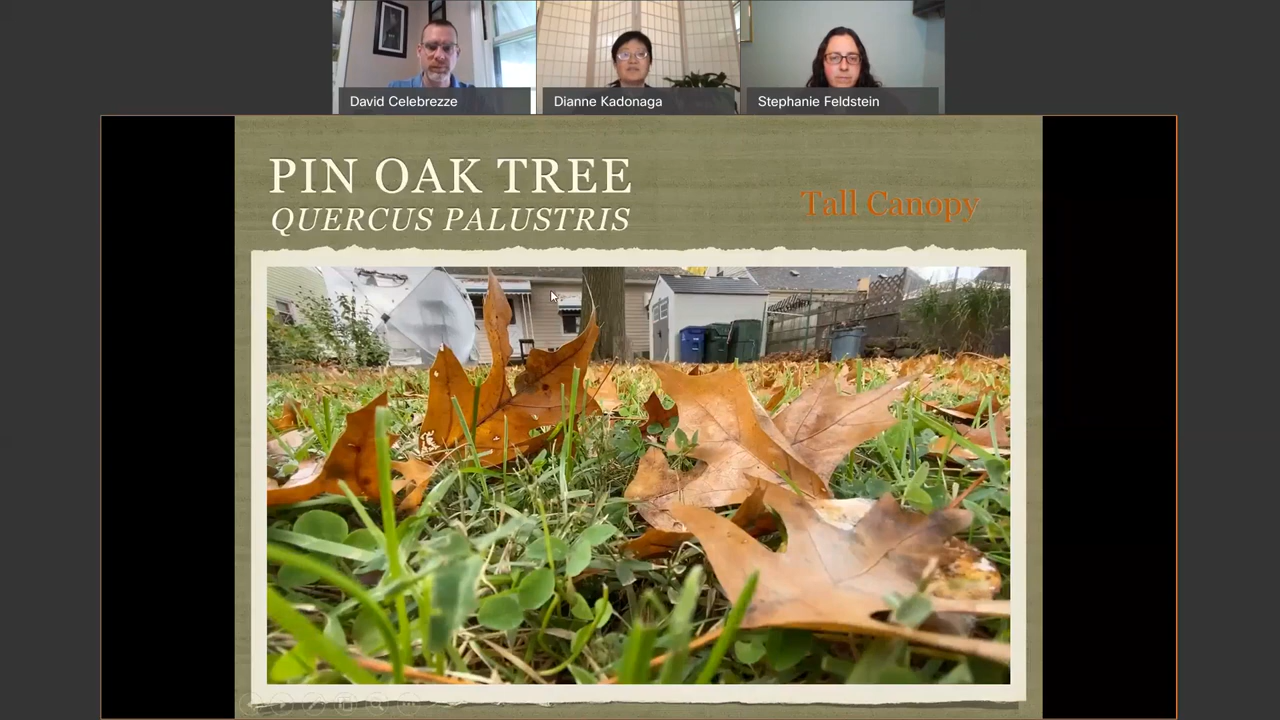 David Celebrezze
Dianne Kadonaga
Stephanie Feldstein
PIN OAK TREE
QUERCUS PALUSTRIS
Tall Canopy